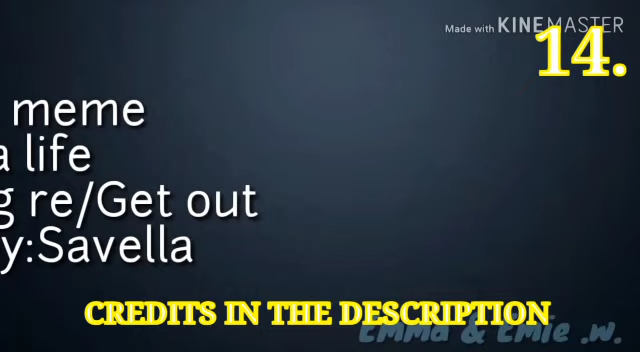 Made with KINEMASTER
14.
meme
a life
g re/Get out
y:Savella
CREDITS IN THE DESCRIPTION
Emma & Emie .w.